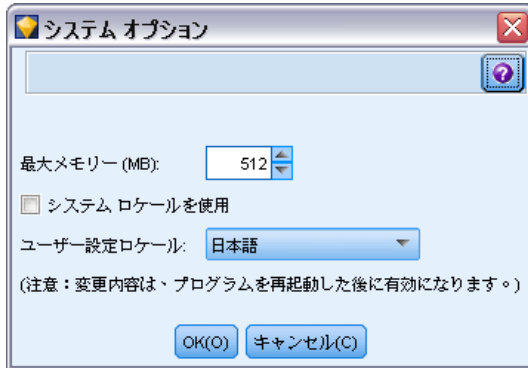 システム オプション
最大メモリー (MB): 512
システム ロケールを使用
ユーザー設定ロケール: 日本語
(注意：変更内容は、プログラムを再起動した後に有効になります。)
OK(O) キャンセル(C)